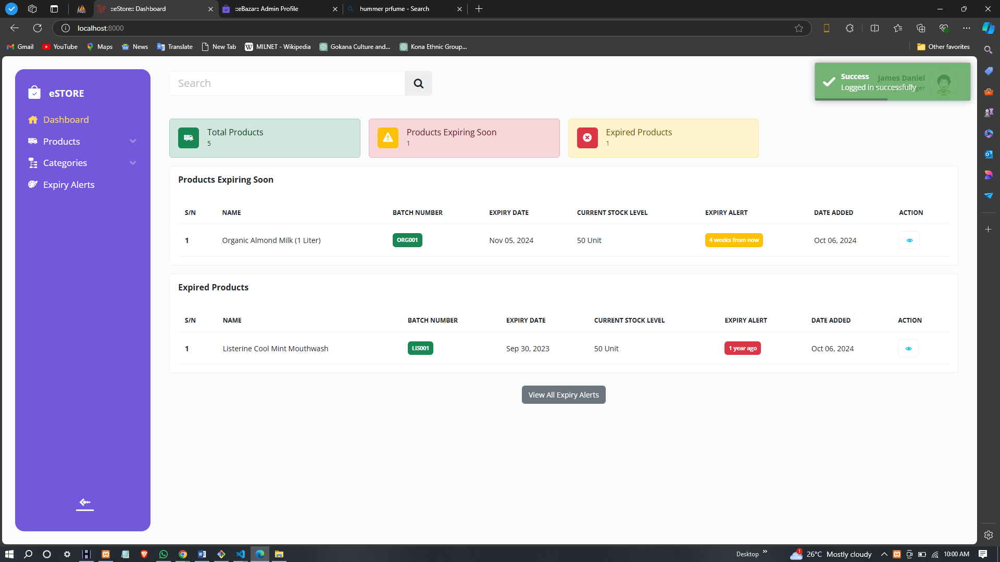 ::eStore:: Dashboard
::eBazar:: Admin Profile
hummer prfume - Search
localhost:8000
Gmail
YouTube
Maps
News
Translate
New Tab
MILNET - Wikipedia
Gokana Culture and...
Kona Ethnic Group...
Other favorites
eSTORE
Dashboard
Products
Categories
Expiry Alerts
Search
Success
James Daniel
Logged in successfully
Total Products
5
Products Expiring Soon
1
Expired Products
1
Products Expiring Soon
S/N NAME BATCH NUMBER EXPIRY DATE CURRENT STOCK LEVEL EXPIRY ALERT DATE ADDED ACTION
1 Organic Almond Milk (1 Liter) ORG001 Nov 05, 2024 50 Unit 4 weeks from now Oct 06, 2024
Expired Products
S/N NAME BATCH NUMBER EXPIRY DATE CURRENT STOCK LEVEL EXPIRY ALERT DATE ADDED ACTION
1 Listerine Cool Mint Mouthwash LIS001 Sep 30, 2023 50 Unit 1 year ago Oct 06, 2024
View All Expiry Alerts
Desktop
1
26°C Mostly cloudy
10:00 AM